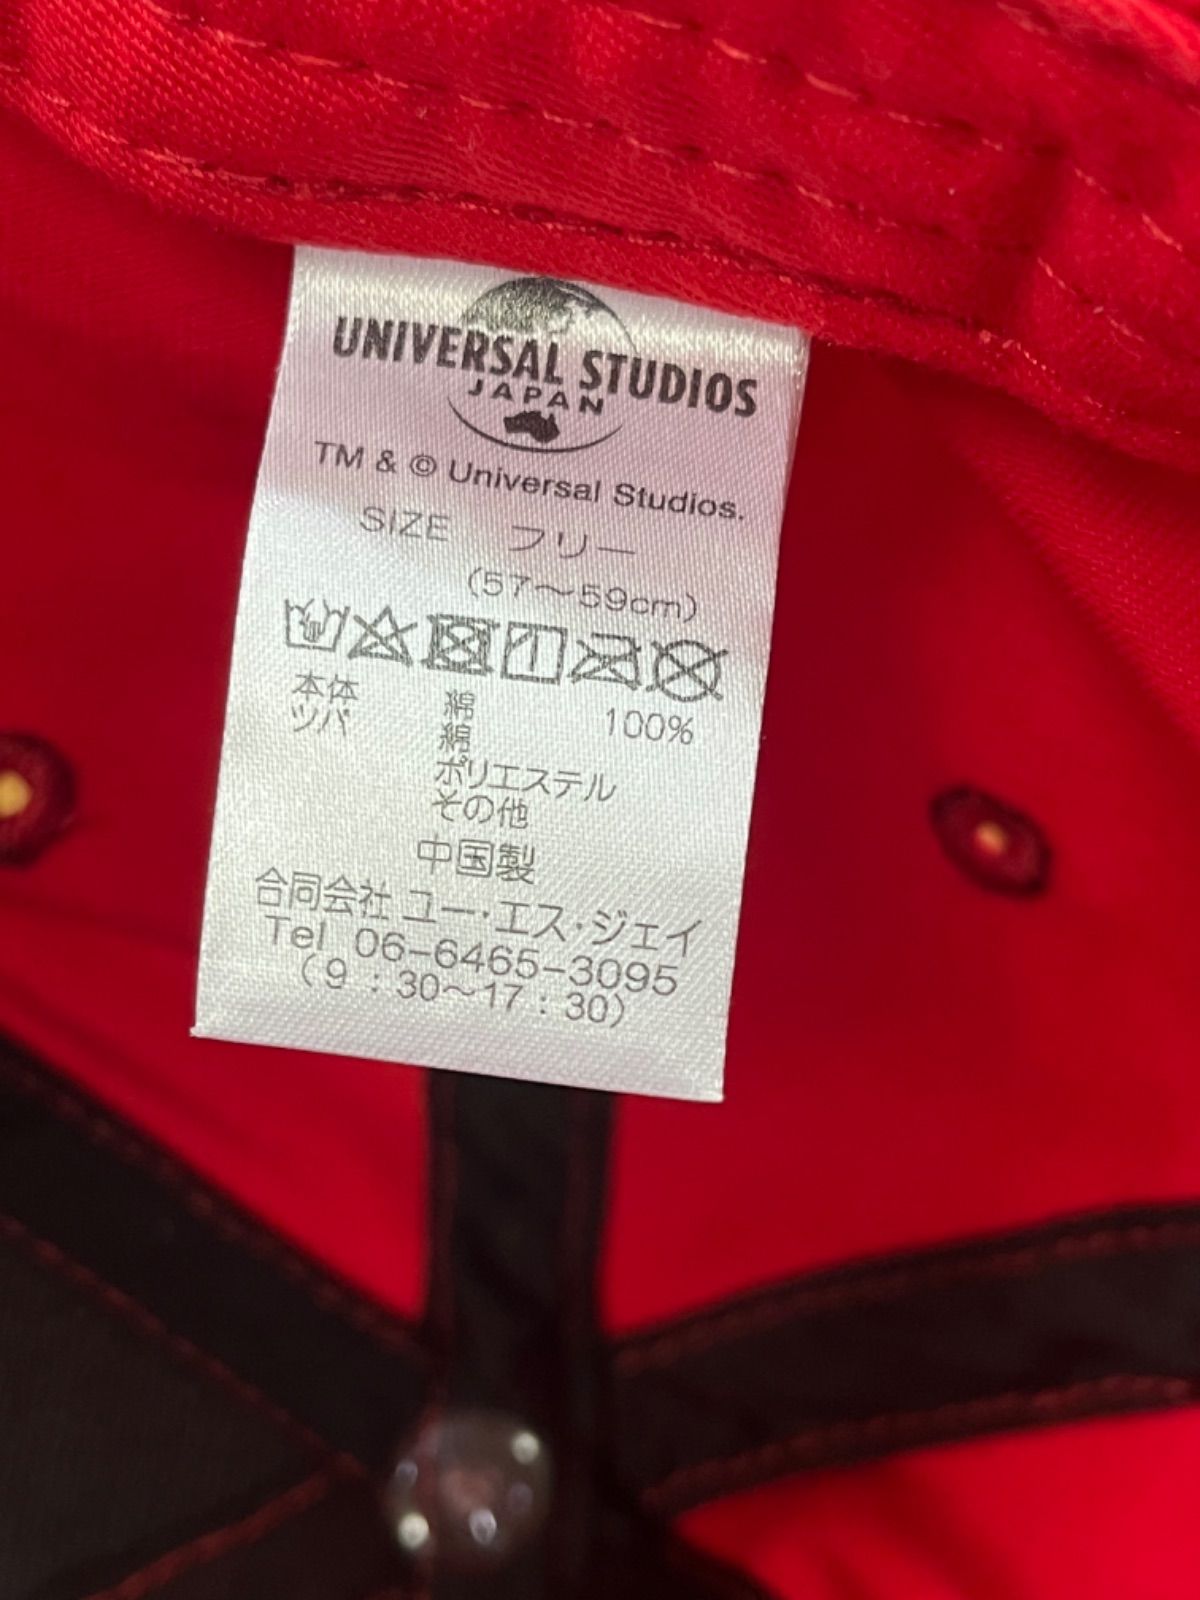 UNIVERSAL STUDIOS
JAPAN
TM & © Universal Studios.
SIZE フリー
(57～59cm)
本体 綿 100%
ツバ 綿
ポリエステル
その他
中国製
合同会社 ユー・エス・ジェイ
Tel 06-6465-3095
(9:30～17:30)